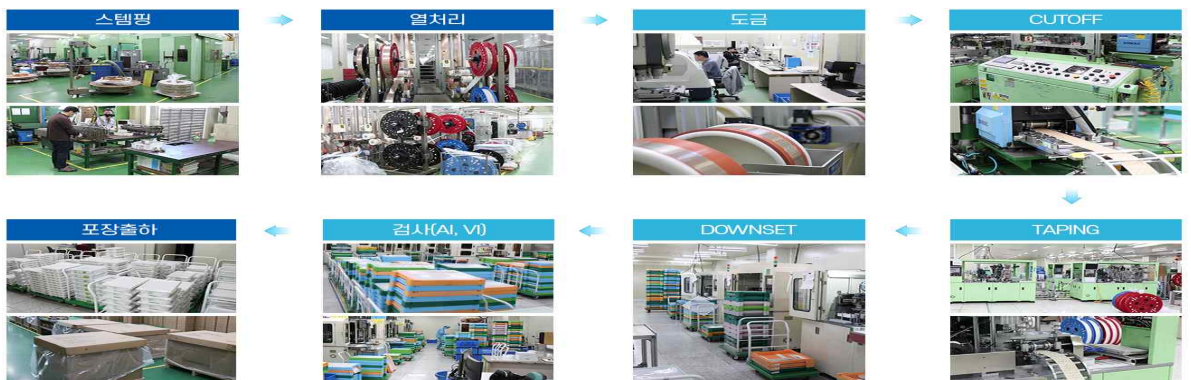 스템핑
열처리
도금
CUTOFF
포장출하
검사(AI, VI)
DOWNSET
TAPING